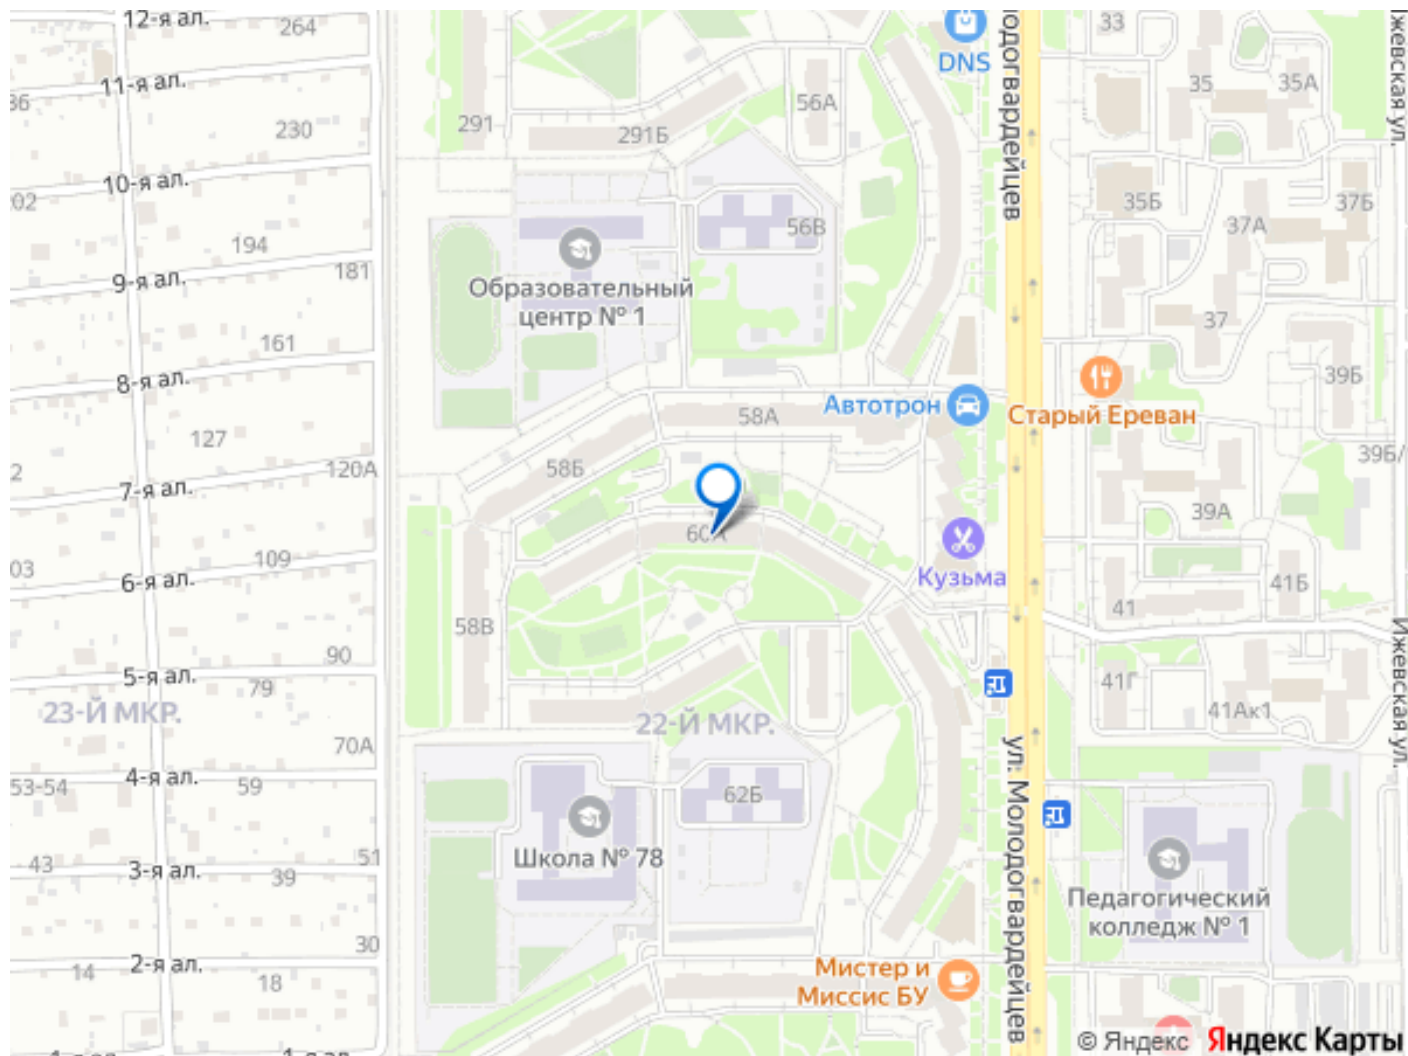 12-я ал.
264
DNS
33
ул. Молодогвардейцев
Ижевская ул.
11-я ал.
36
56А
35
35А
291
291Б
230
10-я ал.
02
35Б
37Б
56В
37А
194
9-я ал.
181
Образовательный
центр № 1
37
161
8-я ал.
39Б
Автотрон
58А
Старый Ереван
127
120А
58Б
2
39Б/
7-я ал.
39А
60А
109
03
6-я ал.
Кузьма
41Б
41
58В
90
5-я ал.
79
41Г
Ижевская ул.
23-Й МКР.
22-Й МКР.
41Ак1
70А
4-я ал.
53-54
59
62Б
ул. Молодогвардейцев
Школа № 78
51
43
3-я ал.
39
Педагогический
колледж № 1
30
2-я ал.
14
18
Мистер и
Миссис БУ
© Яндекс Яндекс Карты